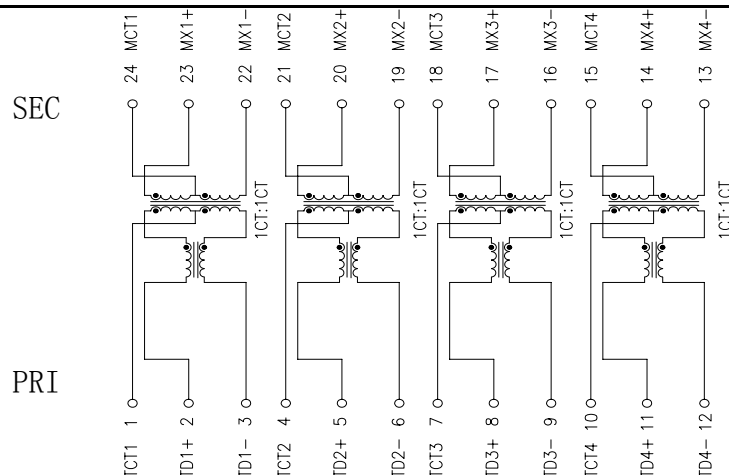 MCT1 MX1+ MX1- MCT2 MX2+ MX2- MCT3 MX3+ MX3- MCT4 MX4+ MX4-
24 23 22 21 20 19 18 17 16 15 14 13
SEC
1CT:1CT 1CT:1CT 1CT:1CT 1CT:1CT
PRI
1 2 3 4 5 6 7 8 9 10 11 12
TCT1 TD1+ TD1- TCT2 TD2+ TD2- TCT3 TD3+ TD3- TCT4 TD4+ TD4-